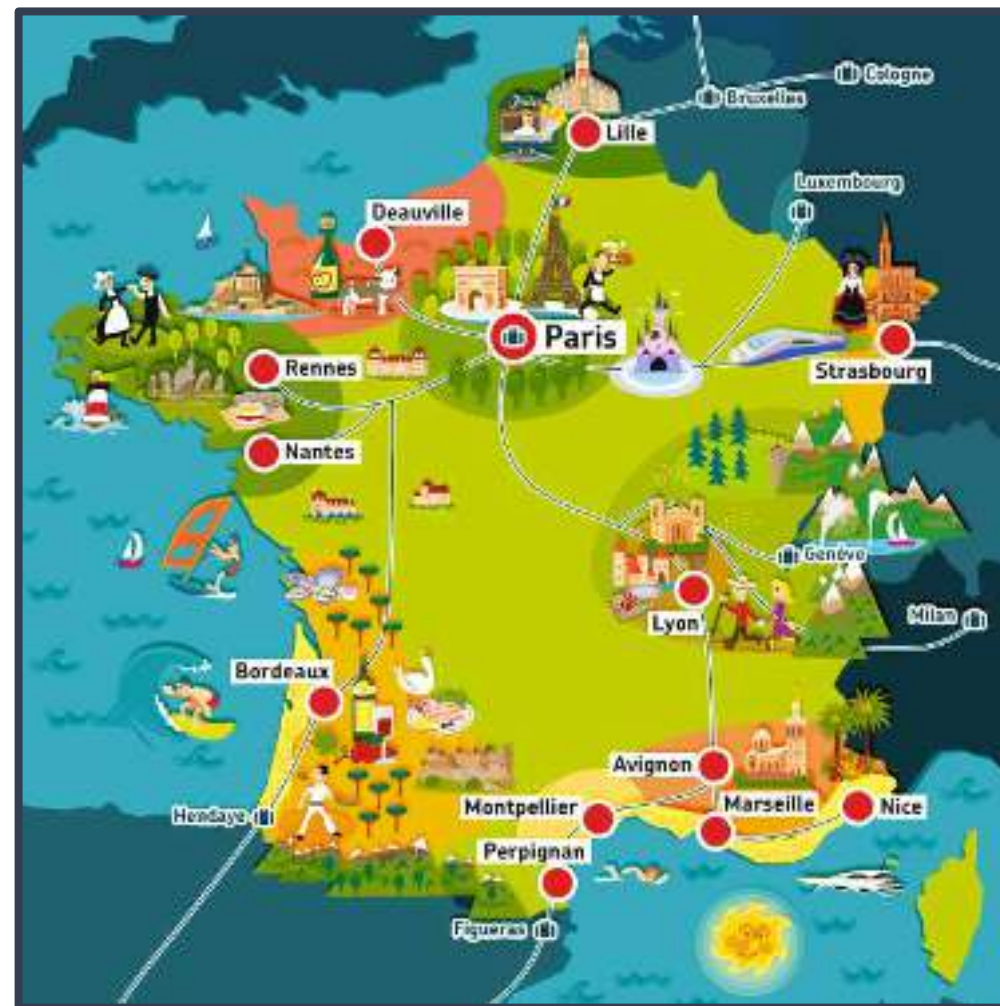 Cologne
Bruxelles
Lille
Luxembourg
Deauville
Paris
Rennes
Strasbourg
Nantes
Genève
Lyon
Milan
Bordeaux
Avignon
Montpellier
Marseille
Nice
Hendaye
Perpignan
Figueras